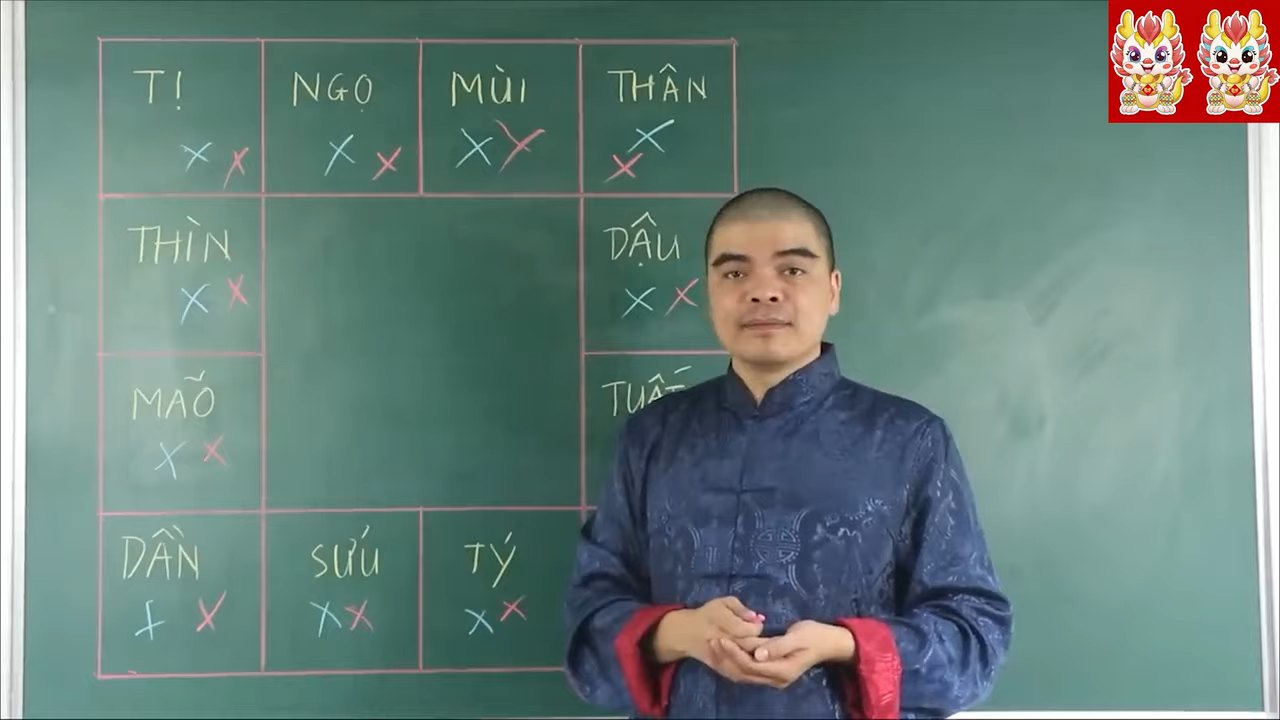 TỊ NGỌ MÙI THÂN
X X X X X X X X
THÌN DẬU
X X X X
MÃO
X X
DẦN SỬU TÝ
X X X X X X